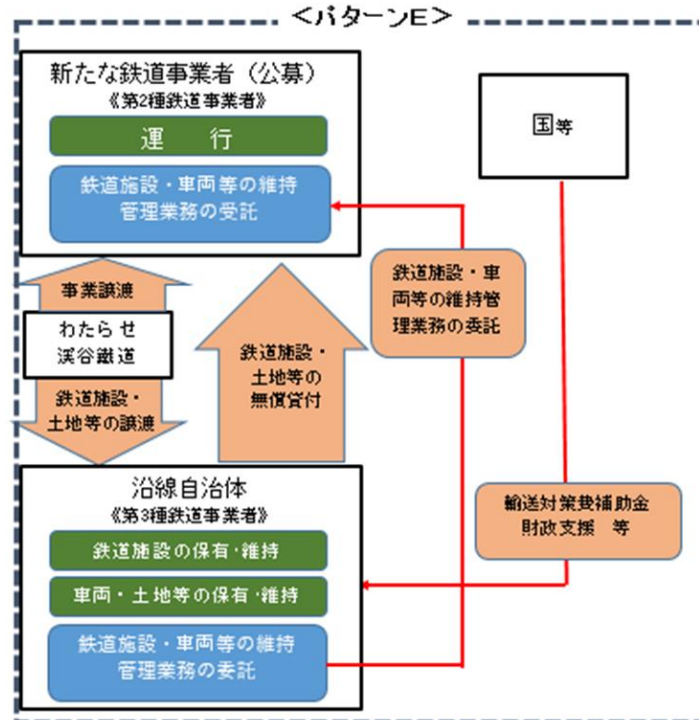 <パターンE>
新たな鉄道事業者（公募）
《第2種鉄道事業者》
運 行
鉄道施設・車両等の維持
管理業務の受託
国等
事業譲渡
わたらせ
渓谷鐵道
鉄道施設・
土地等の譲渡
鉄道施設・
土地等の
無償貸付
鉄道施設・車
両等の維持管
理業務の委託
輸送対策費補助金
財政支援 等
沿線自治体
《第3種鉄道事業者》
鉄道施設の保有・維持
車両・土地等の保有・維持
鉄道施設・車両等の維持
管理業務の委託